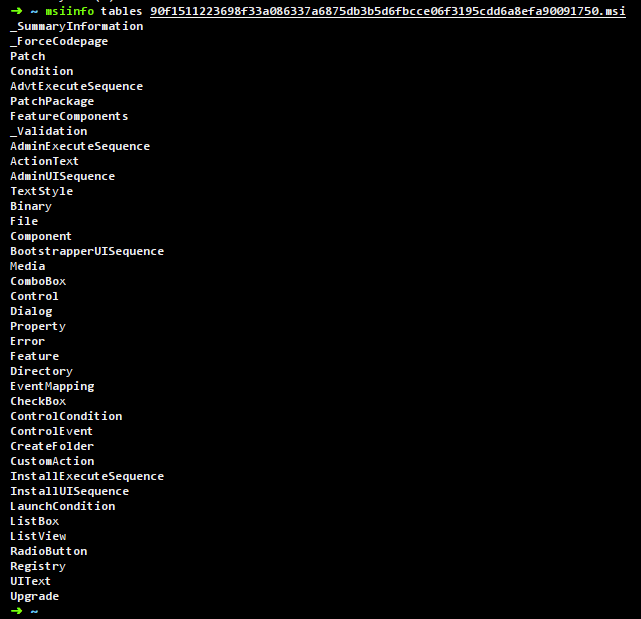 ➜ ~ msiinfo tables 90f1511223698f33a086337a6875db3b5d6fbcce06f3195cdd6a8efa90091750.msi
_SummaryInformation
_ForceCodepage
Patch
Condition
AdvtExecuteSequence
PatchPackage
FeatureComponents
_Validation
AdminExecuteSequence
ActionText
AdminUISequence
TextStyle
Binary
File
Component
BootstrapperUISequence
Media
ComboBox
Control
Dialog
Property
Error
Feature
Directory
EventMapping
CheckBox
ControlCondition
ControlEvent
CreateFolder
CustomAction
InstallExecuteSequence
InstallUISequence
LaunchCondition
ListBox
ListView
RadioButton
Registry
UIText
Upgrade
➜ ~